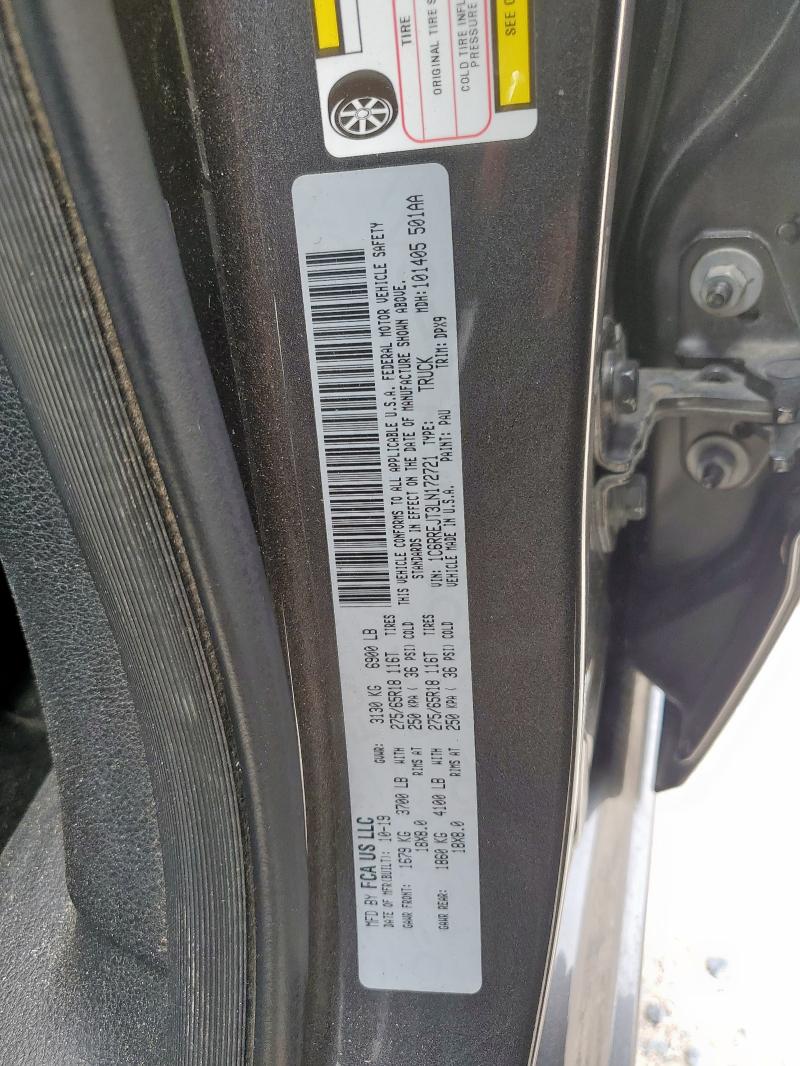 TIRE
ORIGINAL TIRE S
COLD TIRE INFL
PRESSURE
SEE O
MFD BY FCA US LLC
DATE OF MFR(BUILT): 10-19
GVWR: 3130 KG 6900 LB
GAWR FRONT: 1679 KG 3700 LB WITH 275/65R18 116T TIRES
18X8.0 RIMS AT 250 KPA ( 36 PSI) COLD
GAWR REAR: 1860 KG 4100 LB WITH 275/65R18 116T TIRES
18X8.0 RIMS AT 250 KPA ( 36 PSI) COLD
THIS VEHICLE CONFORMS TO ALL APPLICABLE U.S.A. FEDERAL MOTOR VEHICLE SAFETY
STANDARDS IN EFFECT ON THE DATE OF MANUFACTURE SHOWN ABOVE.
VIN: 1C6RREJT3LN172721 TYPE: TRUCK MDH:101405 501AA
VEHICLE MADE IN U.S.A. PAINT: PAU TRIM: DPX9